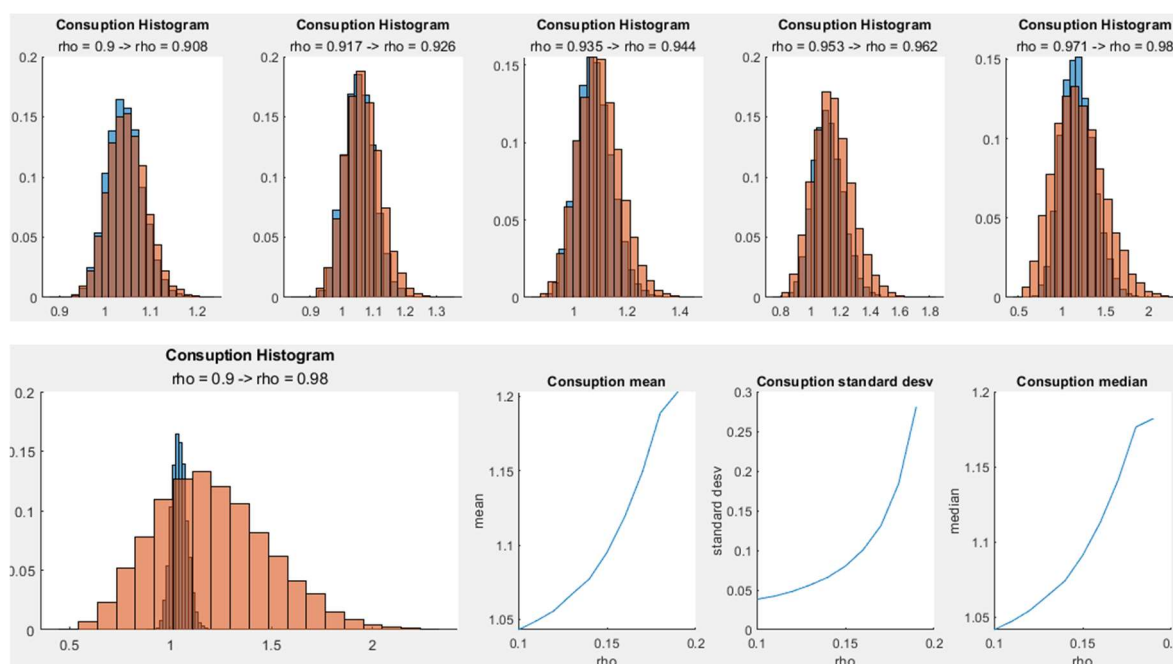 Consuption Histogram
rho = 0.9 -> rho = 0.908
0.2
0.15
0.1
0.05
0
0.9 1 1.1 1.2
Consuption Histogram
rho = 0.917 -> rho = 0.926
0.2
0.15
0.1
0.05
0
0.9 1 1.1 1.2 1.3
Consuption Histogram
rho = 0.935 -> rho = 0.944
0.15
0.1
0.05
0
1 1.2 1.4
Consuption Histogram
rho = 0.953 -> rho = 0.962
0.2
0.15
0.1
0.05
0
0.8 1 1.2 1.4 1.6 1.8
Consuption Histogram
rho = 0.971 -> rho = 0.98
0.15
0.1
0.05
0
0.5 1 1.5 2
Consuption Histogram
rho = 0.9 -> rho = 0.98
0.2
0.15
0.1
0.05
0
0.5 1 1.5 2
Consuption mean
1.2
1.15
1.1
1.05
mean
0.1 0.15 0.2
rho
Consuption standard desv
0.3
0.25
0.2
0.15
0.1
0.05
0
standard desv
0.1 0.15 0.2
rho
Consuption median
1.2
1.15
1.1
1.05
median
0.1 0.15
rho